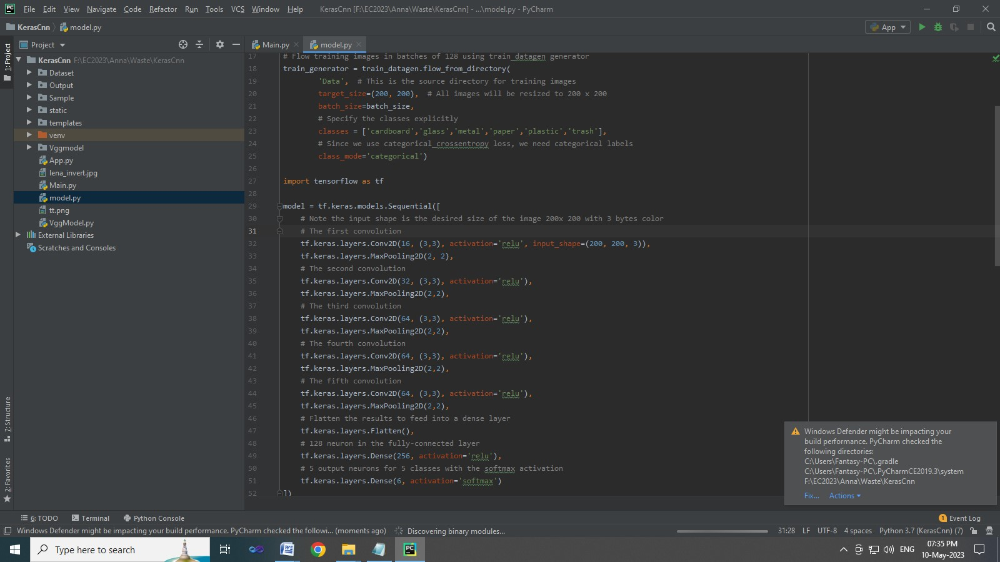 PC File Edit View Navigate Code Refactor Run Tools VCS Window Help KerasCnn [F:\EC2023\Anna\Waste\KerasCnn] - ...\model.py - PyCharm
KerasCnn model.py App
1: Project
Project
KerasCnn F:\EC2023\Anna\Waste\KerasCnn
Dataset
Output
Sample
static
templates
venv
Vggmodel
App.py
lena_invert.jpg
Main.py
model.py
tt.png
VggModel.py
External Libraries
Scratches and Consoles
7: Structure
2: Favorites
Main.py model.py
17 # Flow training images in batches of 128 using train_datagen generator
18 train_generator = train_datagen.flow_from_directory(
19 'Data', # This is the source directory for training images
20 target_size=(200, 200), # All images will be resized to 200 x 200
21 batch_size=batch_size,
22 # Specify the classes explicitly
23 classes = ['cardboard','glass','metal','paper','plastic','trash'],
24 # Since we use categorical_crossentropy loss, we need categorical labels
25 class_mode='categorical')
26
27 import tensorflow as tf
28
29 model = tf.keras.models.Sequential([
30 # Note the input shape is the desired size of the image 200x 200 with 3 bytes color
31 # The first convolution
32 tf.keras.layers.Conv2D(16, (3,3), activation='relu', input_shape=(200, 200, 3)),
33 tf.keras.layers.MaxPooling2D(2, 2),
34 # The second convolution
35 tf.keras.layers.Conv2D(32, (3,3), activation='relu'),
36 tf.keras.layers.MaxPooling2D(2,2),
37 # The third convolution
38 tf.keras.layers.Conv2D(64, (3,3), activation='relu'),
39 tf.keras.layers.MaxPooling2D(2,2),
40 # The fourth convolution
41 tf.keras.layers.Conv2D(64, (3,3), activation='relu'),
42 tf.keras.layers.MaxPooling2D(2,2),
43 # The fifth convolution
44 tf.keras.layers.Conv2D(64, (3,3), activation='relu'),
45 tf.keras.layers.MaxPooling2D(2,2),
46 # Flatten the results to feed into a dense layer
47 tf.keras.layers.Flatten(),
48 # 128 neuron in the fully-connected layer
49 tf.keras.layers.Dense(256, activation='relu'),
50 # 5 output neurons for 5 classes with the softmax activation
51 tf.keras.layers.Dense(6, activation='softmax')
52 ])
Windows Defender might be impacting your
build performance. PyCharm checked the
following directories:
C:\Users\Fantasy-PC\.gradle
C:\Users\Fantasy-PC\.PyCharmCE2019.3\system
F:\EC2023\Anna\Waste\KerasCnn
Fix... Actions
6: TODO Terminal Python Console 1 Event Log
Windows Defender might be impacting your build performance. PyCharm checked the followi... (moments ago) Discovering binary modules... 31:28 LF UTF-8 4 spaces Python 3.7 (KerasCnn) (7)
Type here to search PC ENG 07:35 PM
10-May-2023